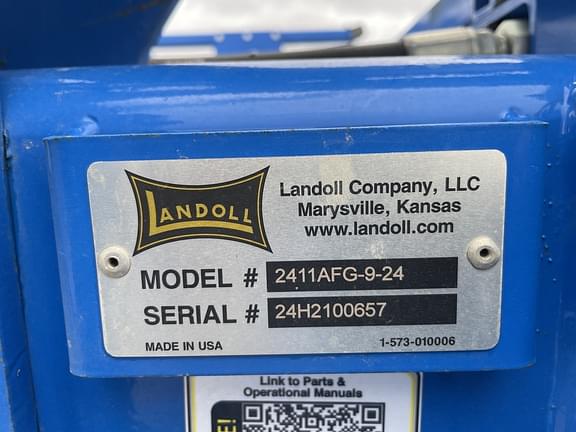 LANDOLL
Landoll Company, LLC
Marysville, Kansas
www.landoll.com
MODEL # 2411AFG-9-24
SERIAL # 24H2100657
MADE IN USA 1-573-010006
Link to Parts &
Operational Manuals